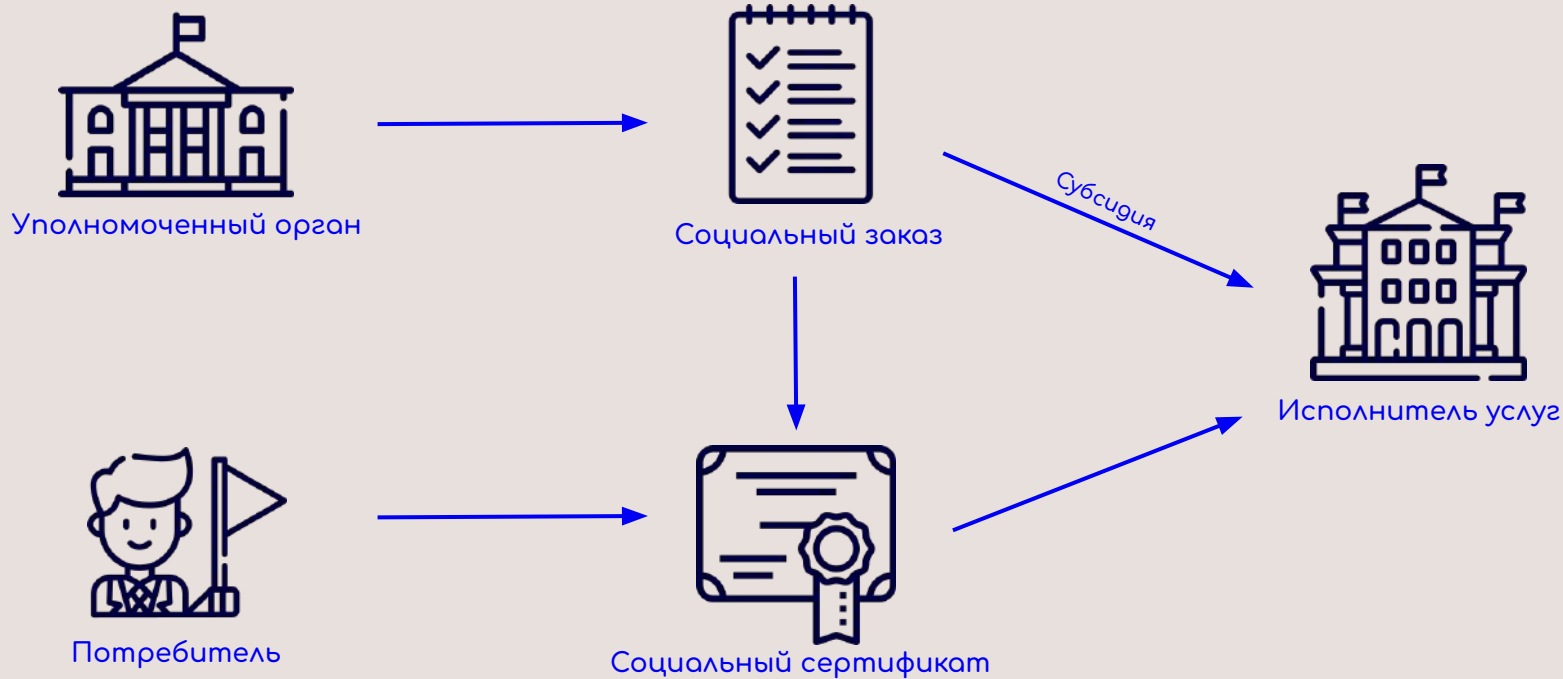 Уполномоченный орган
Социальный заказ
Субсидия
Исполнитель услуг
Потребитель
Социальный сертификат